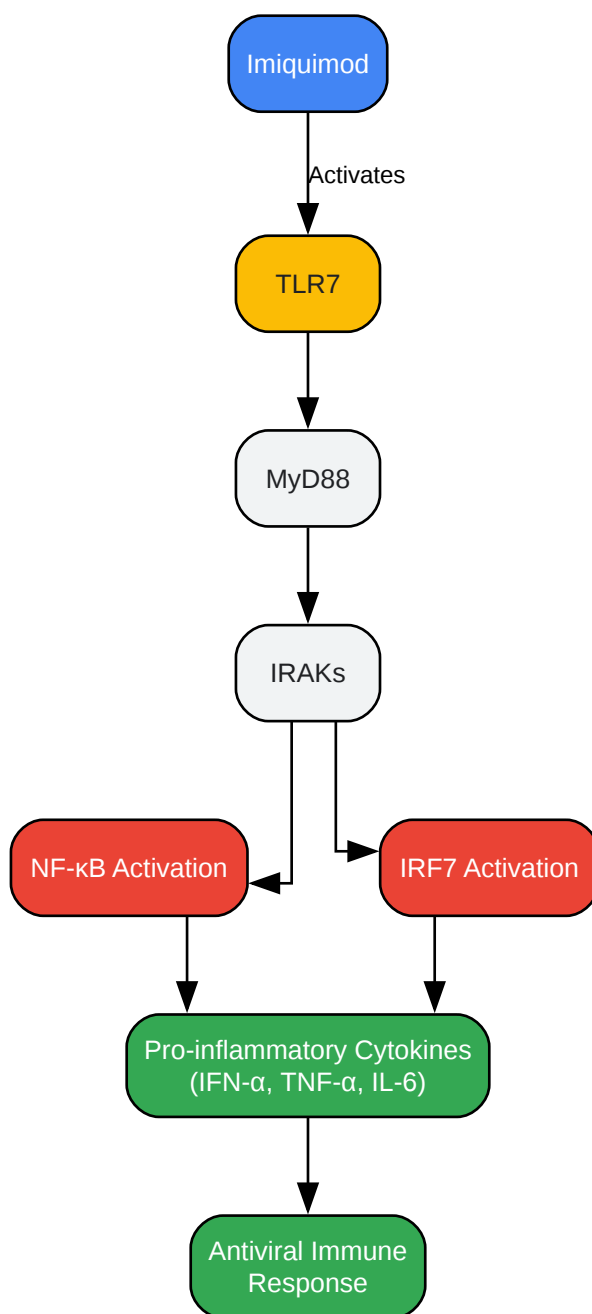 Imiquimod
Activates
TLR7
MyD88
IRAKs
NF-κB Activation
IRF7 Activation
Pro-inflammatory Cytokines
(IFN-α, TNF-α, IL-6)
Antiviral Immune
Response